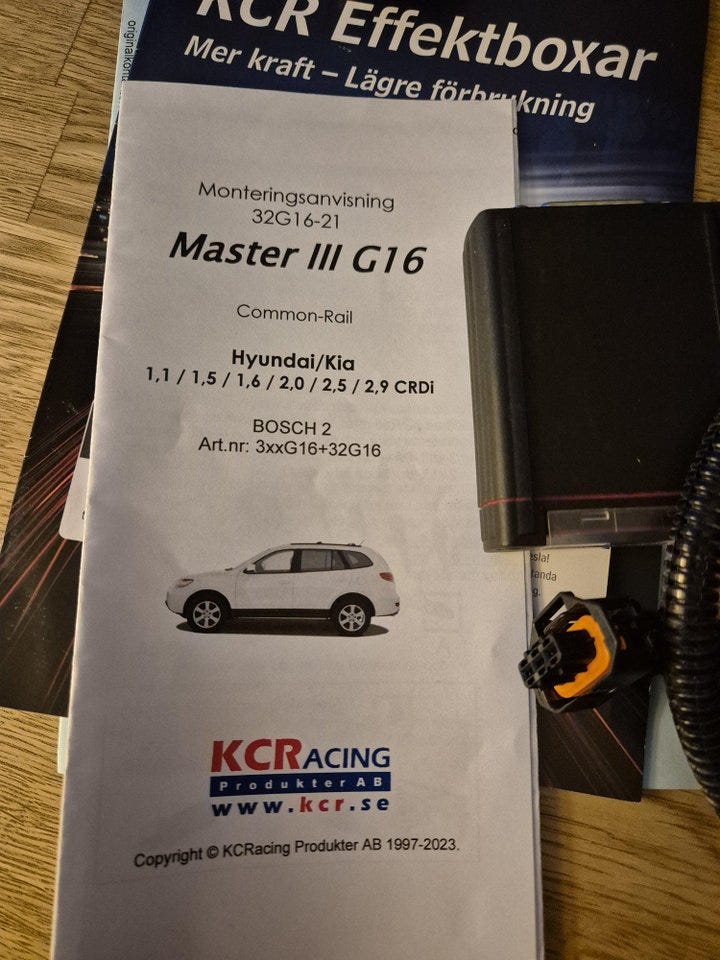 KCR Effektboxar
Mer kraft – Lägre förbrukning
Monteringsanvisning
32G16-21
Master III G16
Common-Rail
Hyundai/Kia
1,1 / 1,5 / 1,6 / 2,0 / 2,5 / 2,9 CRDi
BOSCH 2
Art.nr: 3xxG16+32G16
KCRACING
Produkter AB
www.kcr.se
Copyright © KCRacing Produkter AB 1997-2023.